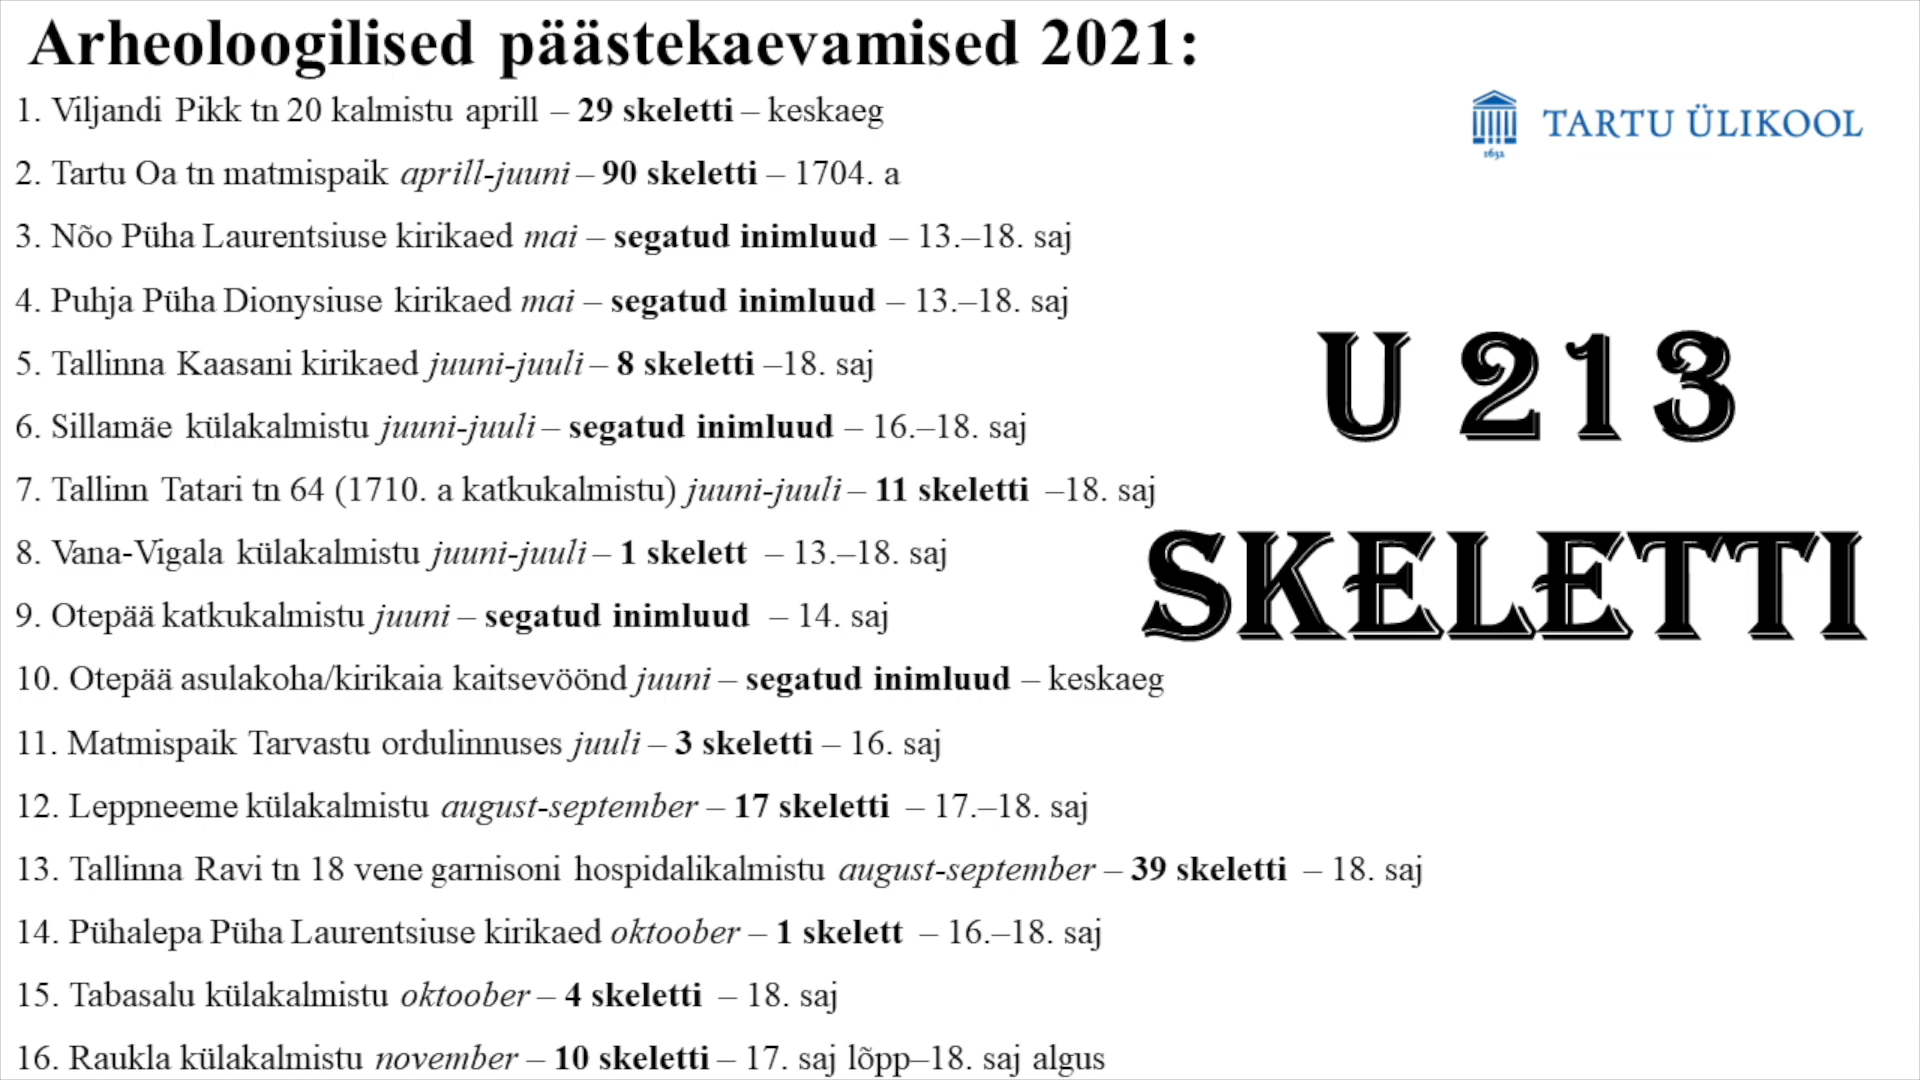 Arheoloogilised päästekaevamised 2021:
1. Viljandi Pikk tn 20 kalmistu aprill – 29 skeletti – keskaeg
2. Tartu Oa tn matmispaik aprill-juuni – 90 skeletti – 1704. a
3. Nõo Püha Laurentsiuse kirikaed mai – segatud inimluud – 13.–18. saj
4. Puhja Püha Dionysiuse kirikaed mai – segatud inimluud – 13.–18. saj
5. Tallinna Kaasani kirikaed juuni-juuli – 8 skeletti –18. saj
6. Sillamäe külakalmistu juuni-juuli – segatud inimluud – 16.–18. saj
7. Tallinn Tatari tn 64 (1710. a katkukalmistu) juuni-juuli – 11 skeletti –18. saj
8. Vana-Vigala külakalmistu juuni-juuli – 1 skelett – 13.–18. saj
9. Otepää katkukalmistu juuni – segatud inimluud – 14. saj
10. Otepää asulakoha/kirikaia kaitsevöönd juuni – segatud inimluud – keskaeg
11. Matmispaik Tarvastu ordulinnuses juuli – 3 skeletti – 16. saj
12. Leppneeme külakalmistu august-september – 17 skeletti – 17.–18. saj
13. Tallinna Ravi tn 18 vene garnisoni hospidalikalmistu august-september – 39 skeletti – 18. saj
14. Pühalepa Püha Laurentsiuse kirikaed oktoober – 1 skelett – 16.–18. saj
15. Tabasalu külakalmistu oktoober – 4 skeletti – 18. saj
16. Raukla külakalmistu november – 10 skeletti – 17. saj lõpp–18. saj algus
TARTU ÜLIKOOL
1632
U 213
SKELETTI